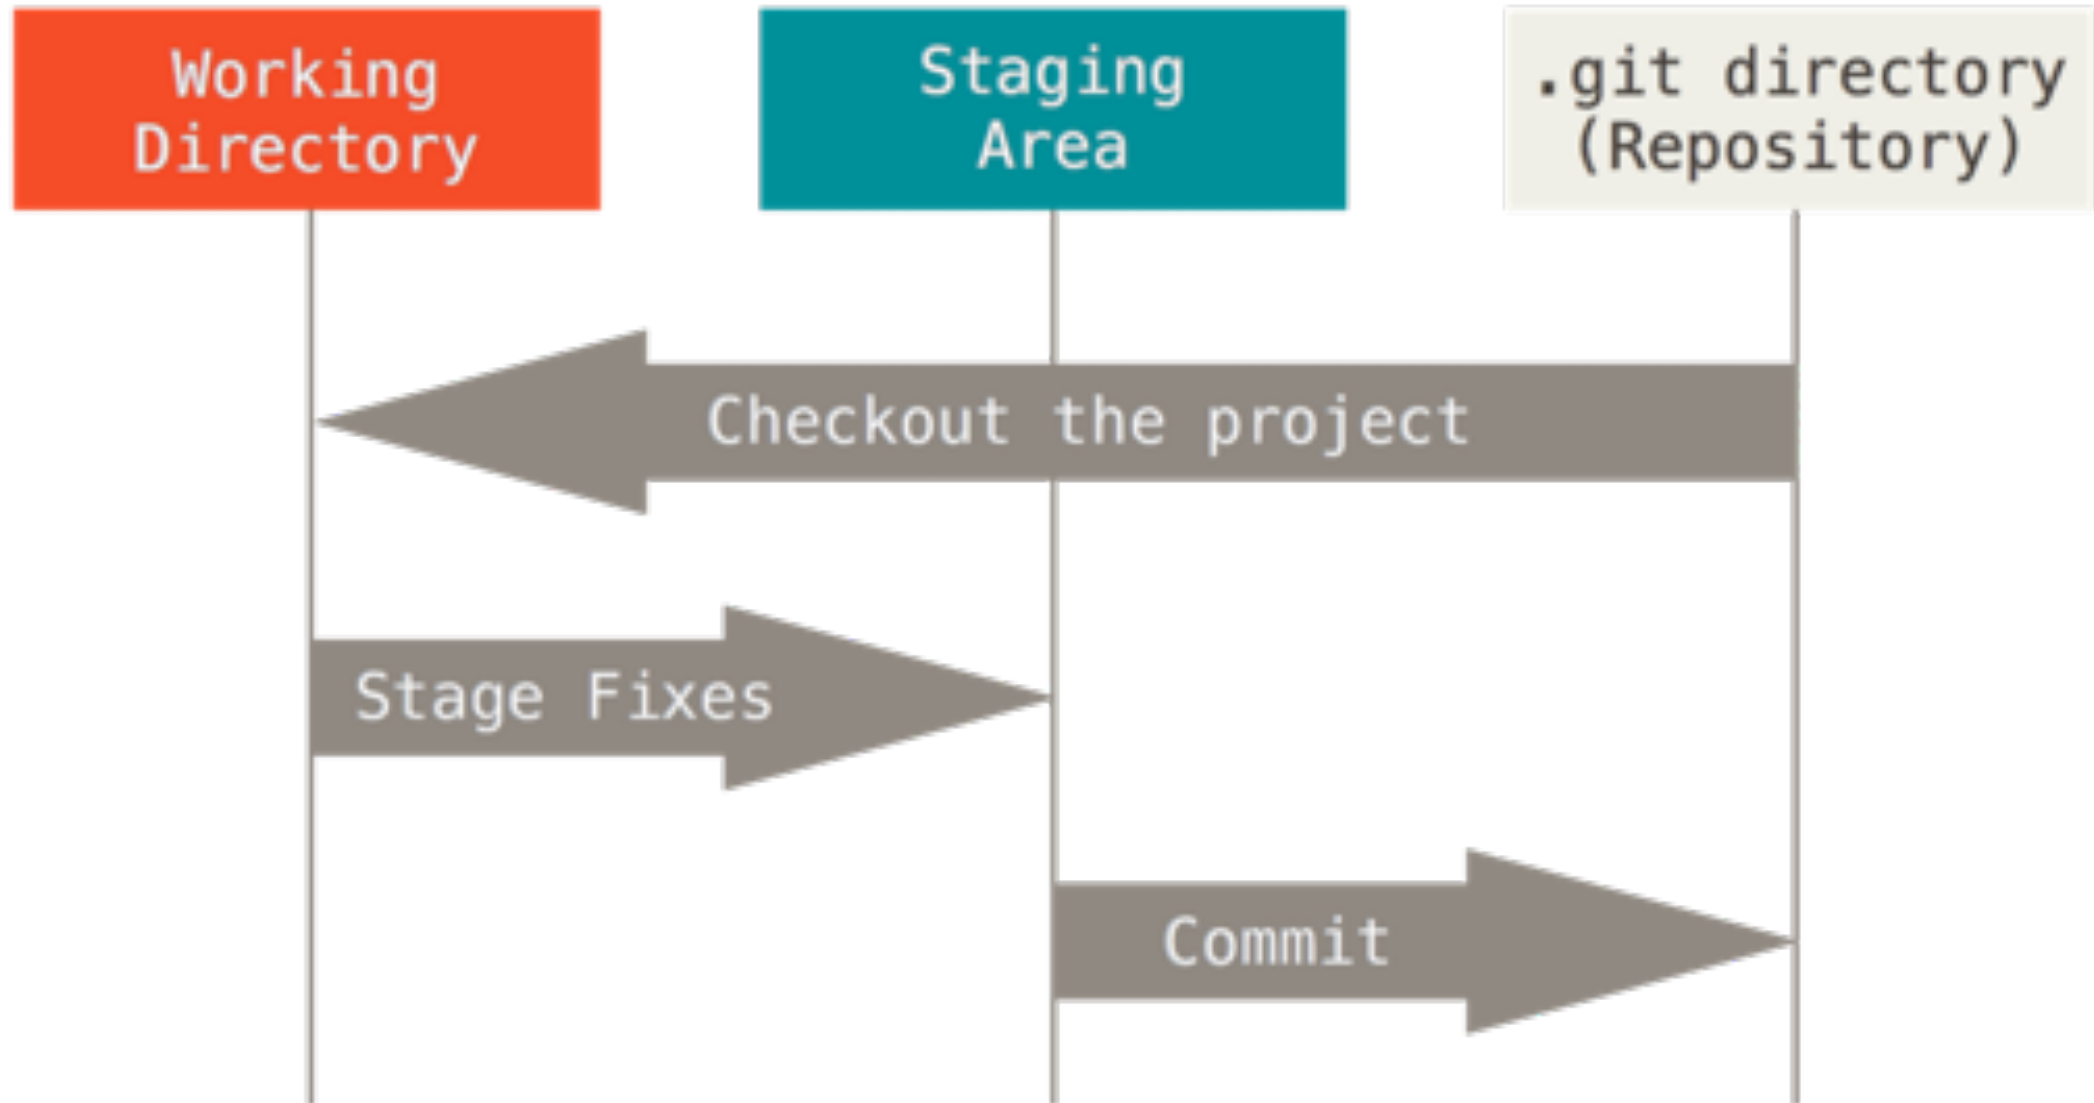 Working
Directory
Staging
Area
.git directory
(Repository)
Checkout the project
Stage Fixes
Commit